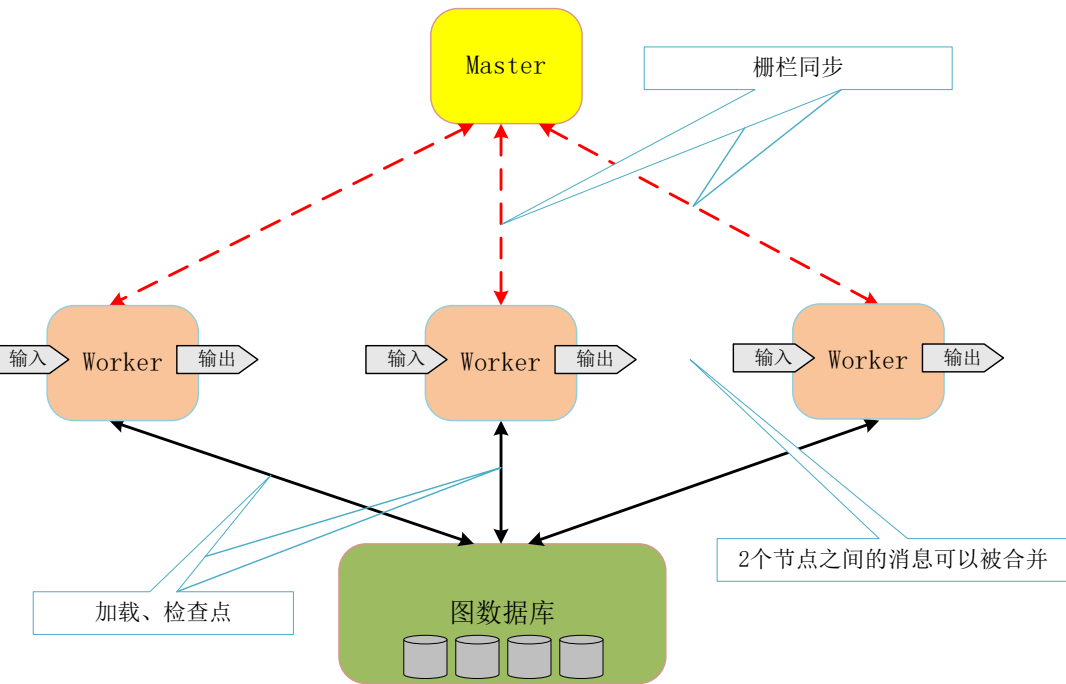 Master
栅栏同步
输入
Worker
输出
输入
Worker
输出
输入
Worker
输出
2个节点之间的消息可以被合并
加载、检查点
图数据库